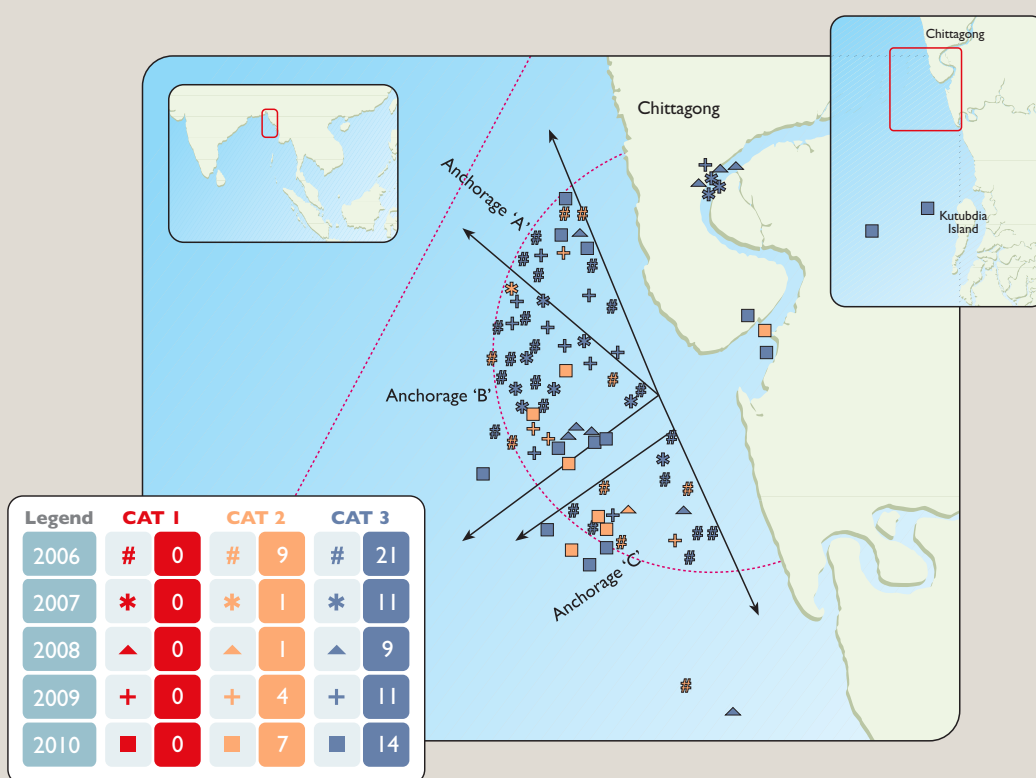 Chittagong
Chittagong
Kutubdia
Island
Anchorage ‘A’
Anchorage ‘B’
Anchorage ‘C’
Legend CAT 1 CAT 2 CAT 3
2006 # 0 # 9 # 21
2007 * 0 * 1 * 11
2008 ▲ 0 ▲ 1 ▲ 9
2009 + 0 + 4 + 11
2010 ■ 0 ■ 7 ■ 14